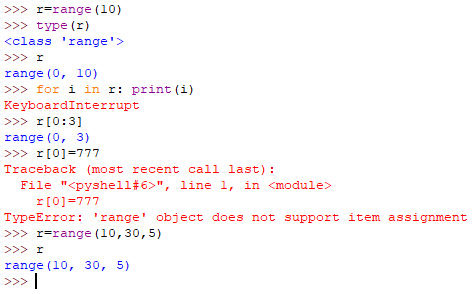 >>> r=range(10)
>>> type(r)
<class 'range'>
>>> r
range(0, 10)
>>> for i in r: print(i)
KeyboardInterrupt
>>> r[0:3]
range(0, 3)
>>> r[0]=777
Traceback (most recent call last):
  File "<pyshell#6>", line 1, in <module>
    r[0]=777
TypeError: 'range' object does not support item assignment
>>> r=range(10,30,5)
>>> r
range(10, 30, 5)
>>>